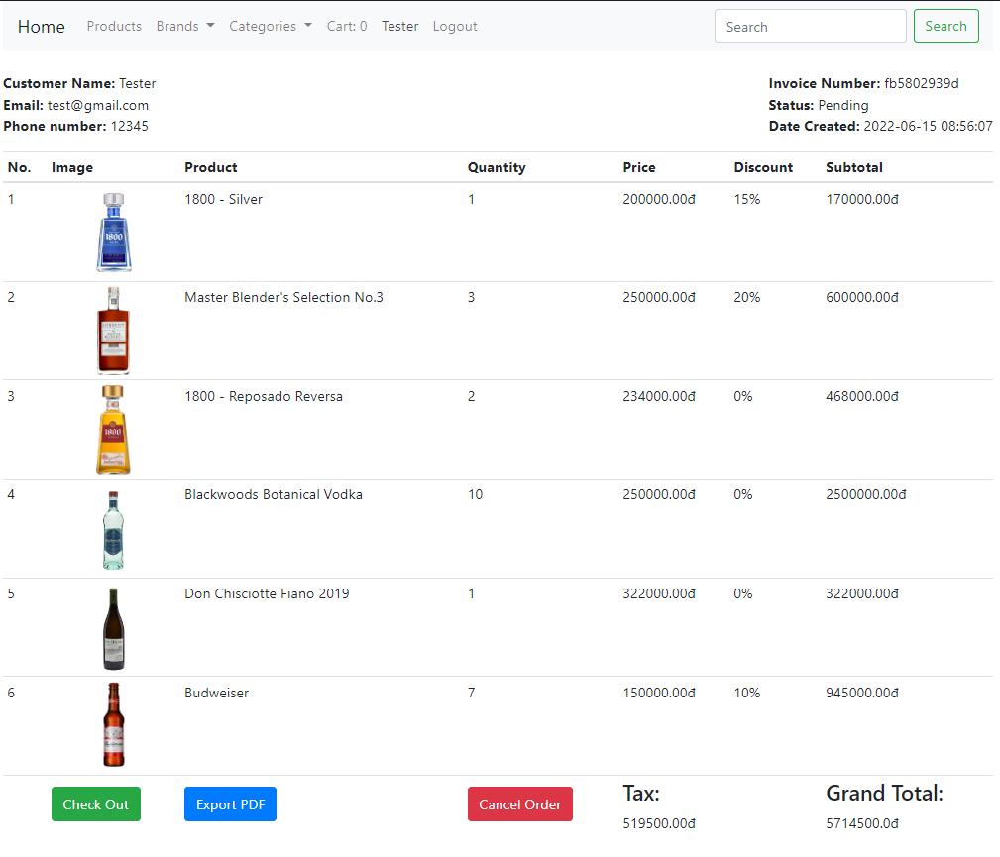 Home Products Brands Categories Cart: 0 Tester Logout Search Search
Customer Name: Tester
Email: test@gmail.com
Phone number: 12345
Invoice Number: fb5802939d
Status: Pending
Date Created: 2022-06-15 08:56:07
No. Image Product Quantity Price Discount Subtotal
1 1800 - Silver 1 200000.00đ 15% 170000.00đ
1800
2 Master Blender's Selection No.3 3 250000.00đ 20% 600000.00đ
3 1800 - Reposado Reversa 2 234000.00đ 0% 468000.00đ
1800
4 Blackwoods Botanical Vodka 10 250000.00đ 0% 2500000.00đ
5 Don Chisciotte Fiano 2019 1 322000.00đ 0% 322000.00đ
6 Budweiser 7 150000.00đ 10% 945000.00đ
Check Out Export PDF Cancel Order Tax: Grand Total:
519500.00đ 5714500.0đ